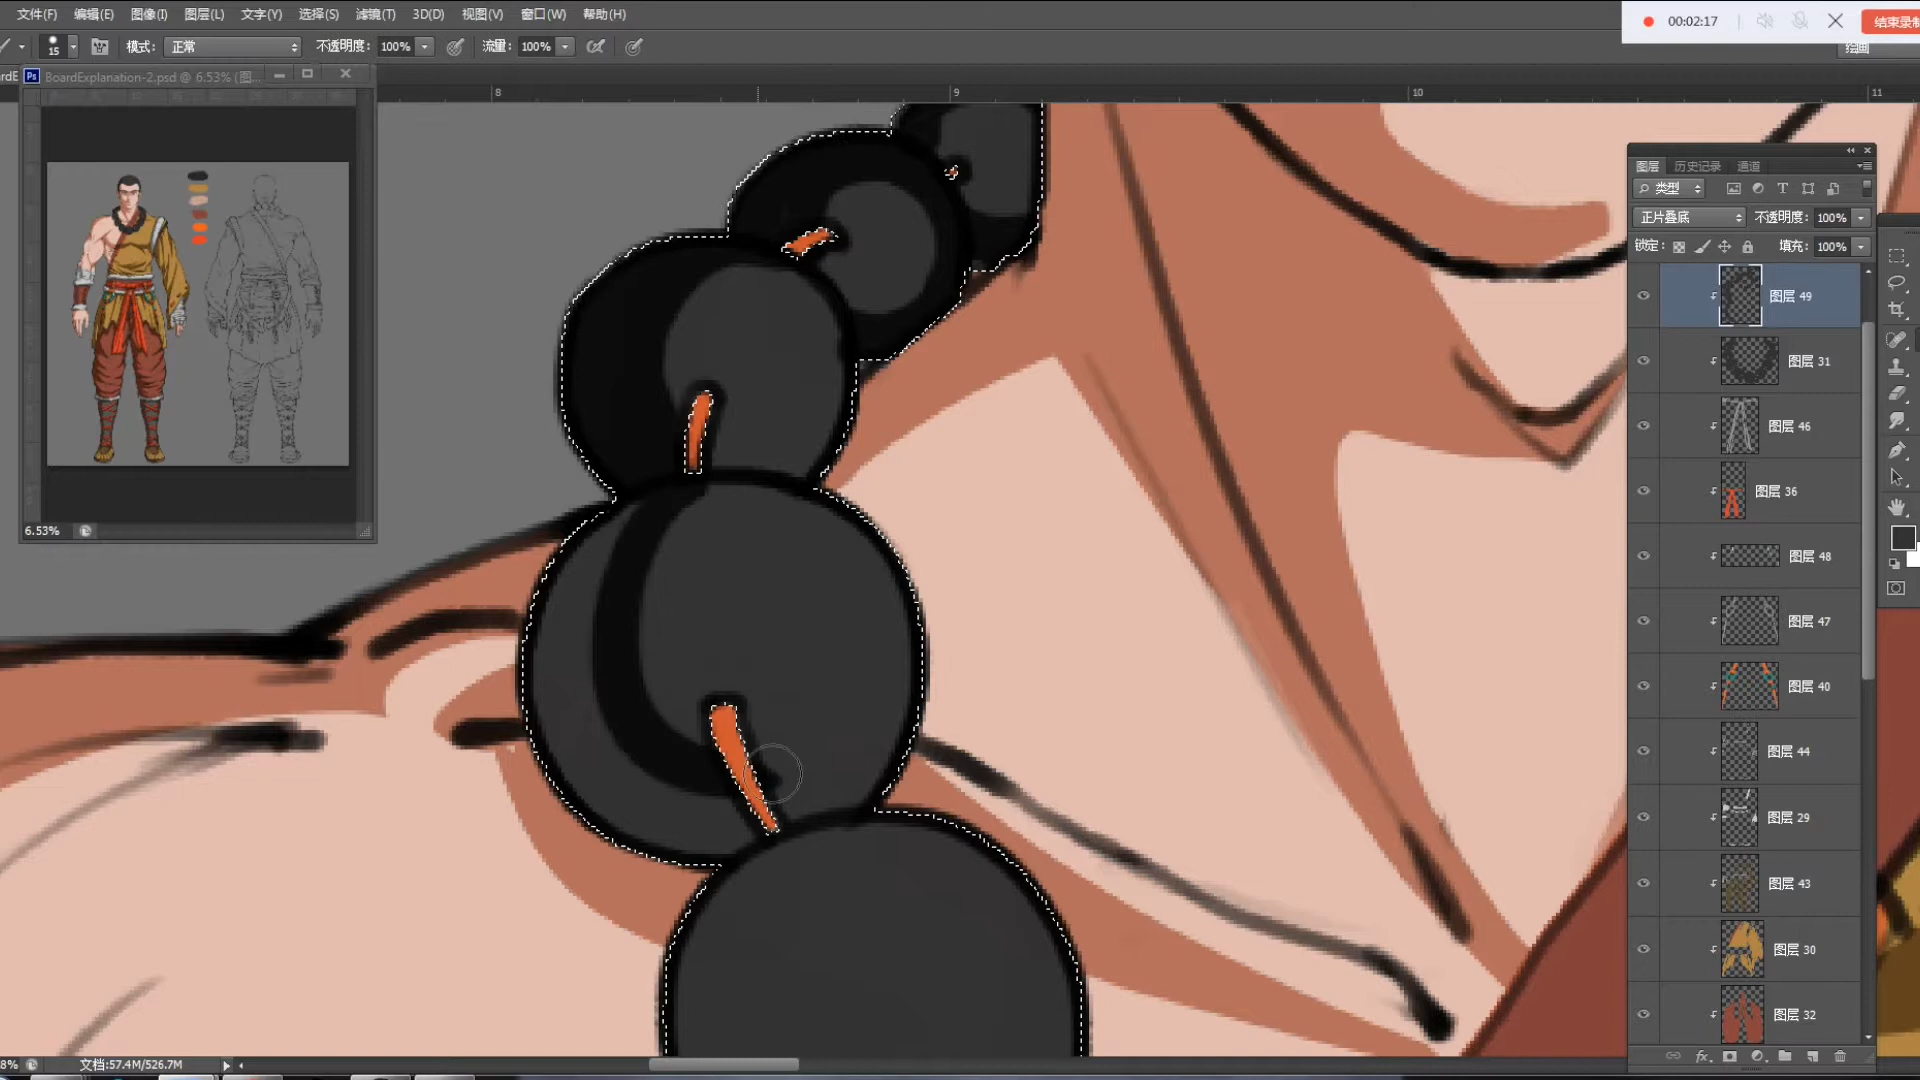 文件(F) 编辑(E) 图像(I) 图层(L) 文字(Y) 选择(S) 滤镜(T) 3D(D) 视图(V) 窗口(W) 帮助(H)
00:02:17 结束录制
15 模式: 正常 不透明度: 100% 流量: 100%
绘画
BoardExplanation-2.psd @ 6.53% (图...
Ps
8 9 10 11
图层 历史记录 通道
类型
正片叠底 不透明度: 100%
锁定: 填充: 100%
图层 49
图层 31
图层 46
图层 36
图层 48
图层 47
图层 40
图层 44
图层 29
图层 43
图层 30
图层 32
6.53%
文档:57.4M/526.7M